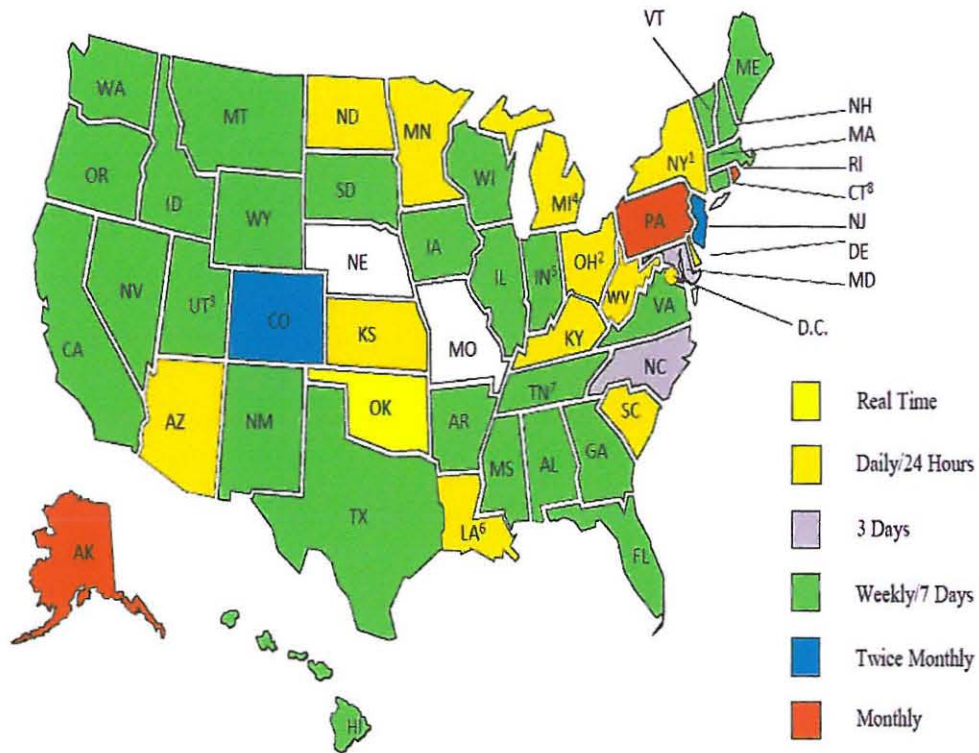 VT
ME
WA
MT
ND
MN
NH
MA
RI
CT8
NJ
DE
MD
D.C.
OR
ID
WY
SD
WI
MI4
NY1
PA
IA
NE
NV
UT3
CO
CA
KS
MO
IL
IN5
OH2
WV
VA
KY
NC
TN7
SC
AZ
NM
OK
AR
MS
AL
GA
TX
LA6
FL
AK
HI
Real Time
Daily/24 Hours
3 Days
Weekly/7 Days
Twice Monthly
Monthly